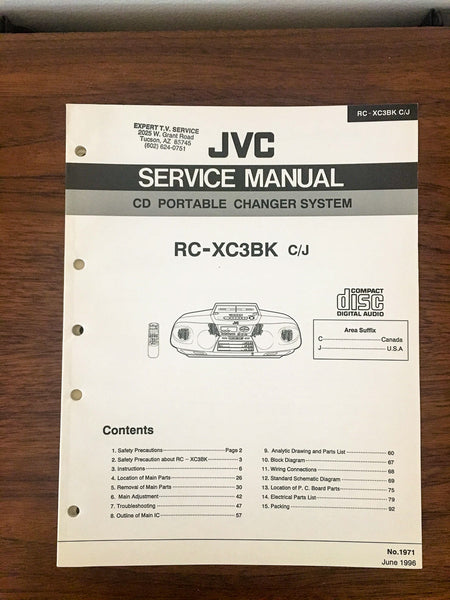 RC-XC3BK C/J
EXPERT T.V. SERVICE
2025 W. Grant Road
Tucson, AZ 85745
(602) 624-0751
JVC
SERVICE MANUAL
CD PORTABLE CHANGER SYSTEM
RC-XC3BK C/J
COMPACT
disc
DIGITAL AUDIO
Area Suffix
C Canada
J U.S.A
JVC
Contents
1. Safety Precautions Page 2
2. Safety Precaution about RC-XC3BK 3
3. Instructions 6
4. Location of Main Parts 26
5. Removal of Main Parts 30
6. Main Adjustment 42
7. Troubleshooting 47
8. Outline of Main IC 57
9. Analytic Drawing and Parts List 60
10. Block Diagram 67
11. Wiring Connections 68
12. Standard Schematic Diagram 69
13. Location of P. C. Board Parts 75
14. Electrical Parts List 79
15. Packing 92
No.1971
June 1996